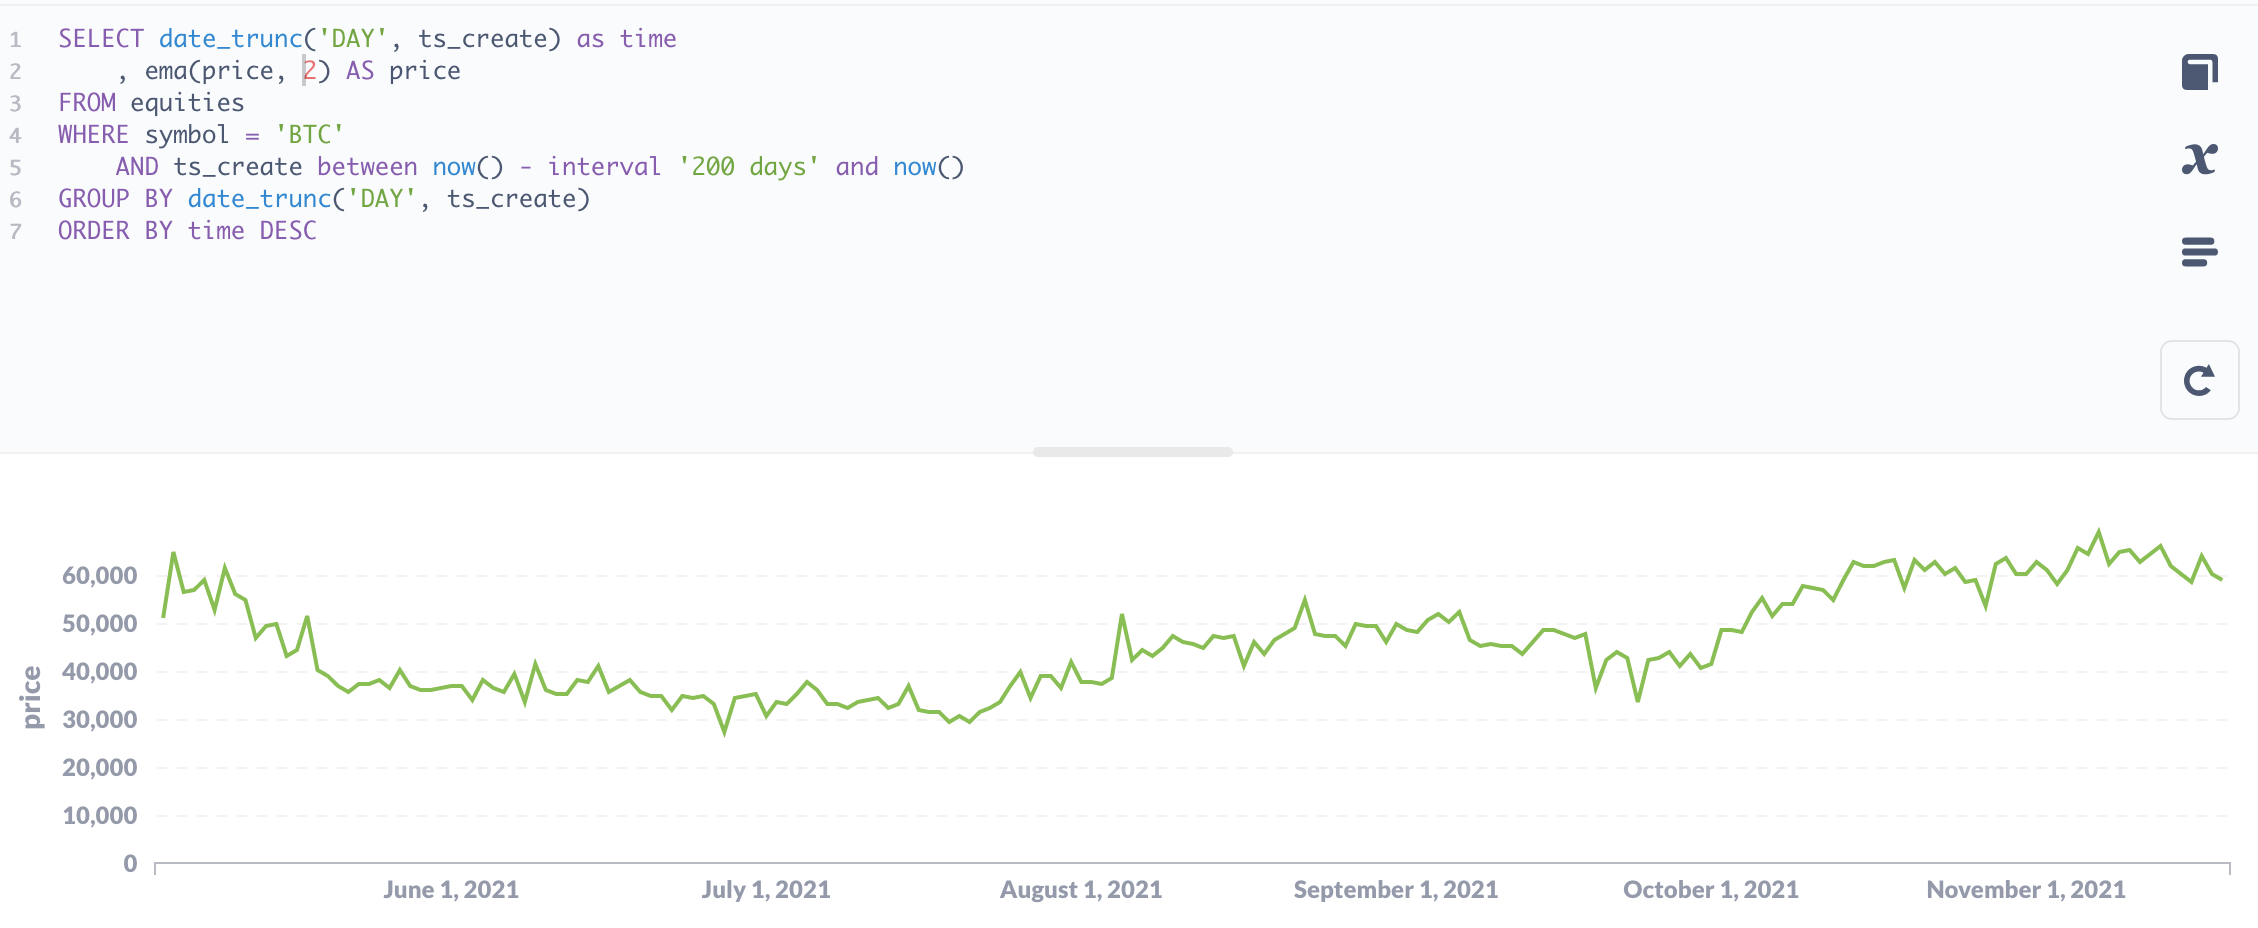 1 SELECT date_trunc('DAY', ts_create) as time
2 , ema(price, 2) AS price
3 FROM equities
4 WHERE symbol = 'BTC'
5 AND ts_create between now() - interval '200 days' and now()
6 GROUP BY date_trunc('DAY', ts_create)
7 ORDER BY time DESC
x
60,000
50,000
40,000
30,000
20,000
10,000
0
price
June 1, 2021 July 1, 2021 August 1, 2021 September 1, 2021 October 1, 2021 November 1, 2021